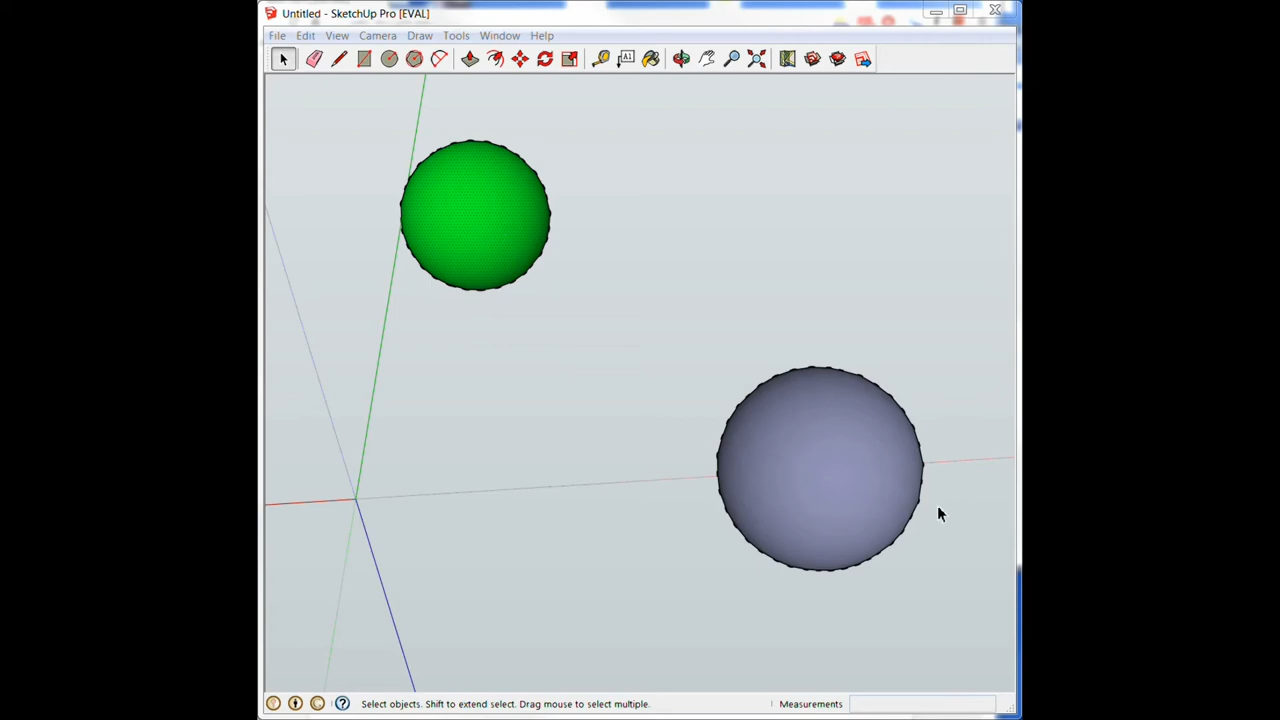 Untitled - SketchUp Pro [EVAL]
File Edit View Camera Draw Tools Window Help
A1
Select objects. Shift to extend select. Drag mouse to select multiple. Measurements